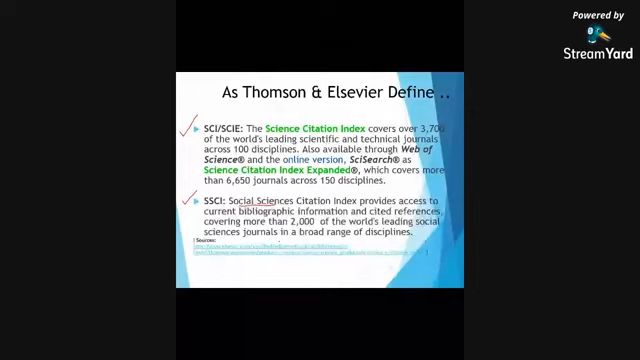 Powered by
StreamYard
As Thomson & Elsevier Define ..
SCI/SCIE: The Science Citation Index covers over 3,700
of the world's leading scientific and technical journals
across 100 disciplines. Also available through Web of
Science® and the online version, SciSearch® as
Science Citation Index Expanded®, which covers more
than 6,650 journals across 150 disciplines.
SSCI: Social Sciences Citation Index provides access to
current bibliographic information and cited references,
covering more than 2,000 of the world's leading social
sciences journals in a broad range of disciplines.
Sources: